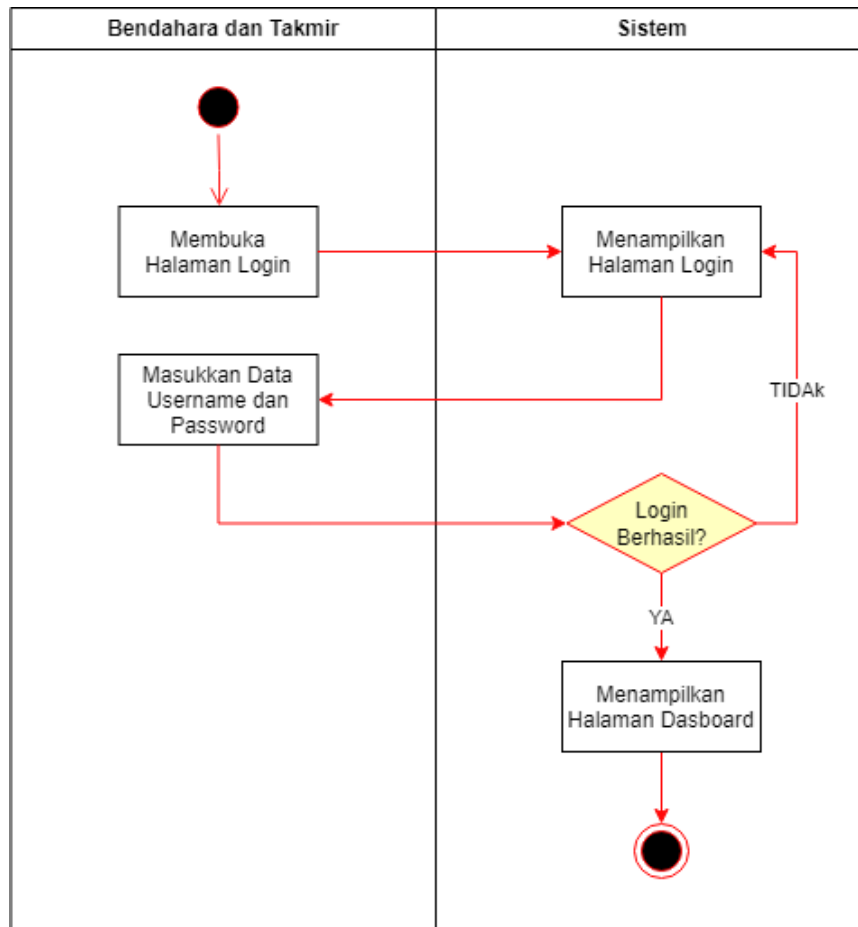 Bendahara dan Takmir
Sistem
Membuka
Halaman Login
Menampilkan
Halaman Login
Masukkan Data
Username dan
Password
TIDAk
Login
Berhasil?
YA
Menampilkan
Halaman Dasboard